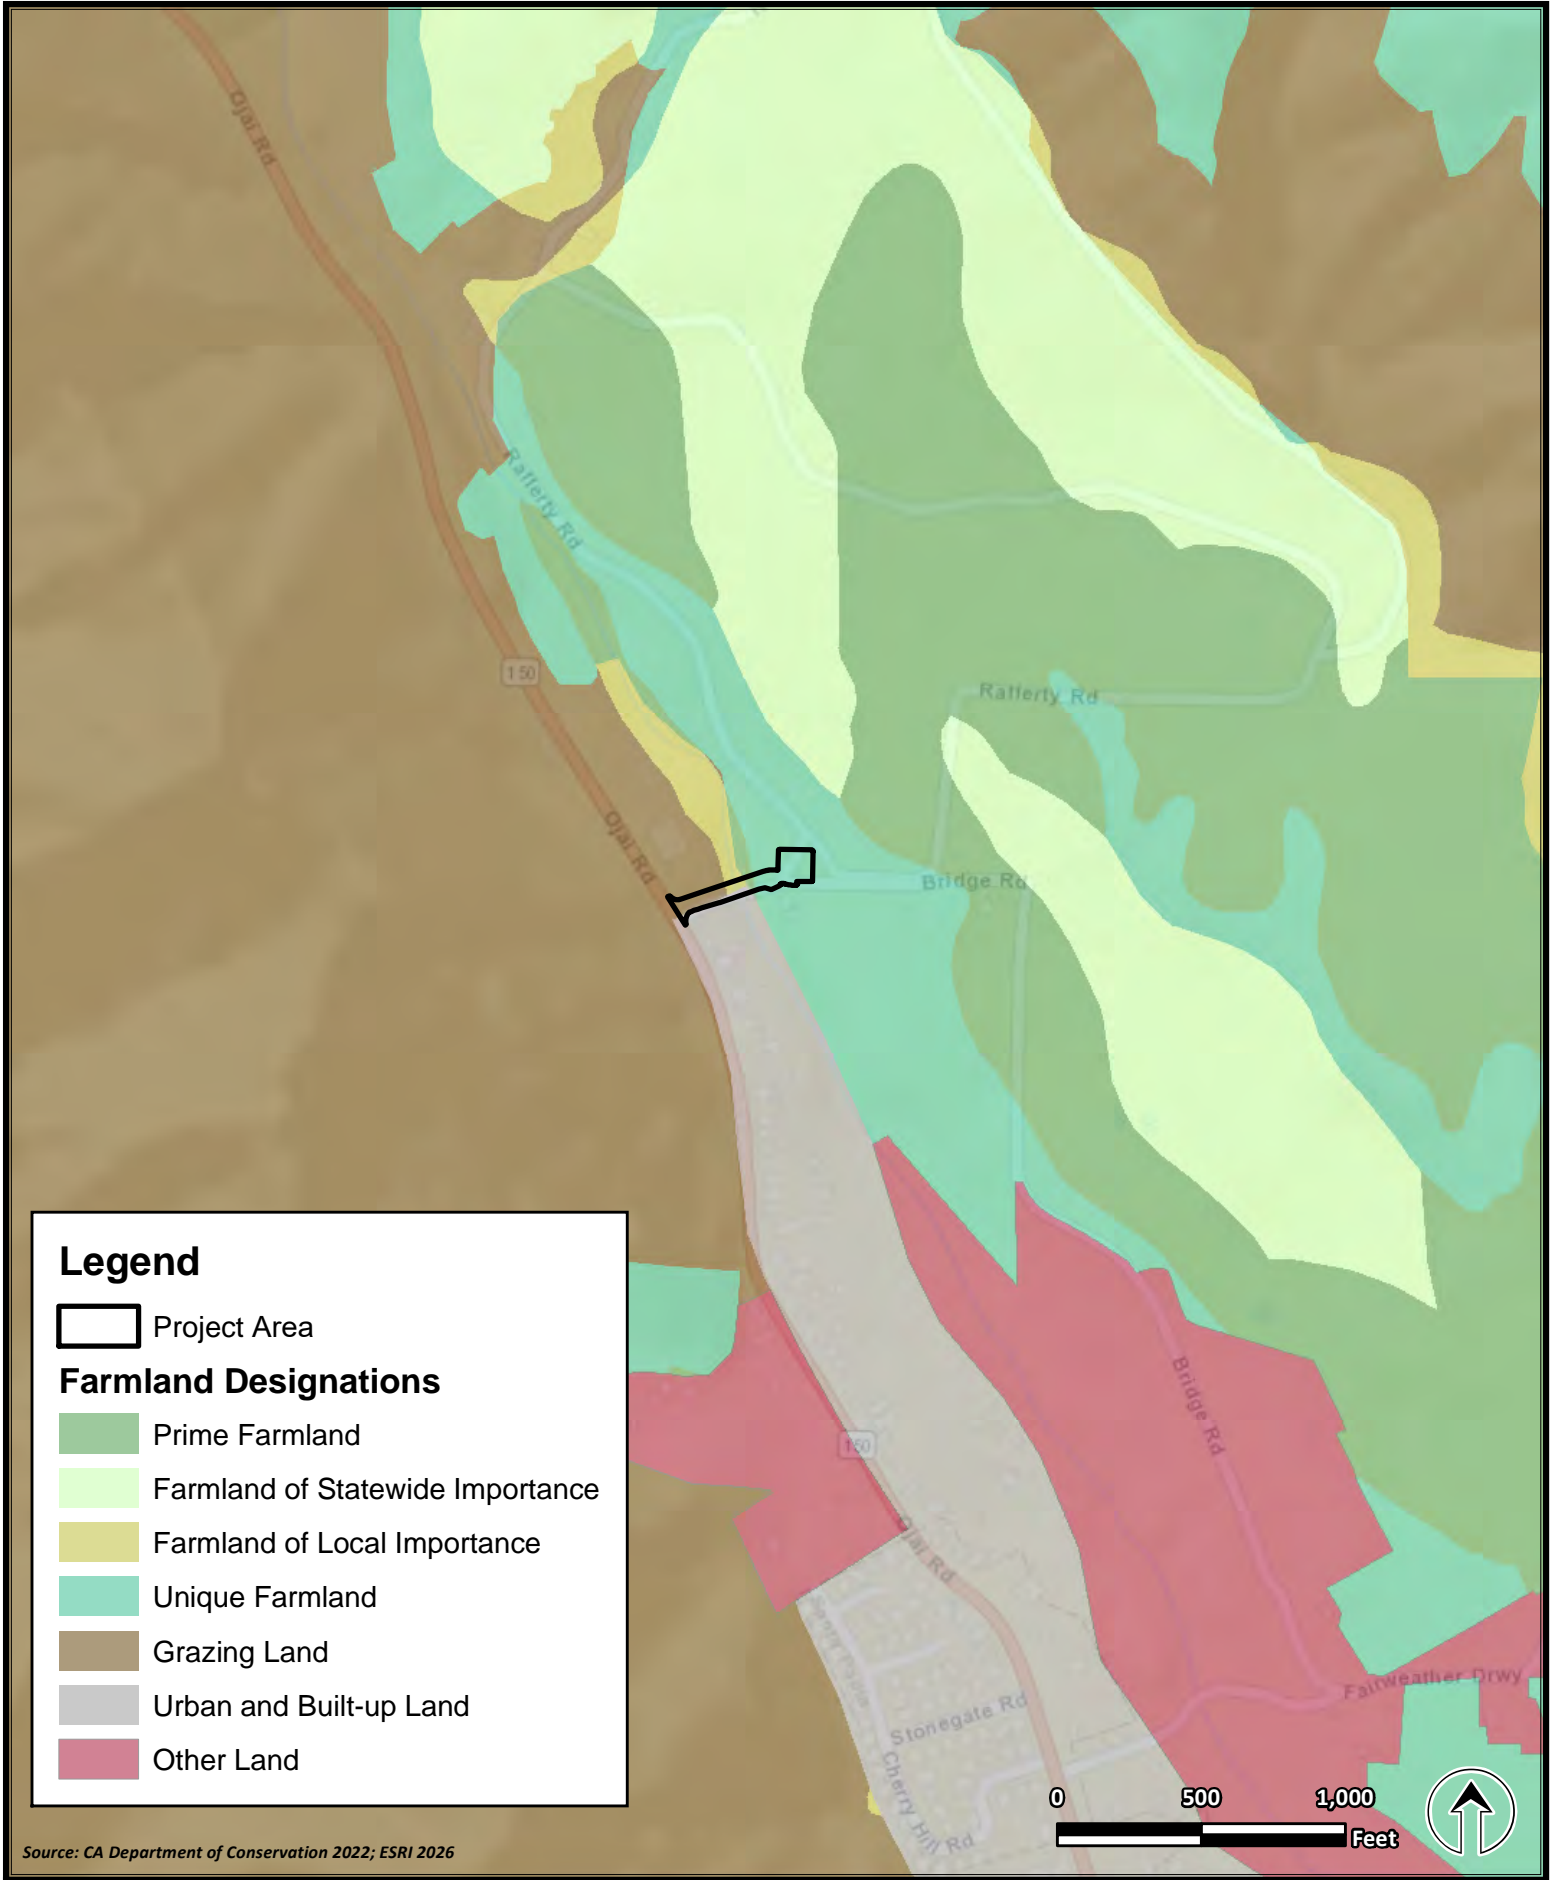 Ojai Rd
Rafferty Rd
150
Rafferty Rd
Ojai Rd
Bridge Rd
Legend
Project Area
Farmland Designations
Prime Farmland
Farmland of Statewide Importance
Farmland of Local Importance
Unique Farmland
Grazing Land
Urban and Built-up Land
Other Land
Bridge Rd
150
Ojai Rd
Fairweather Drwy
Stonegate Rd
Cherry Hill Rd
0 500 1,000
Feet
Source: CA Department of Conservation 2022; ESRI 2026